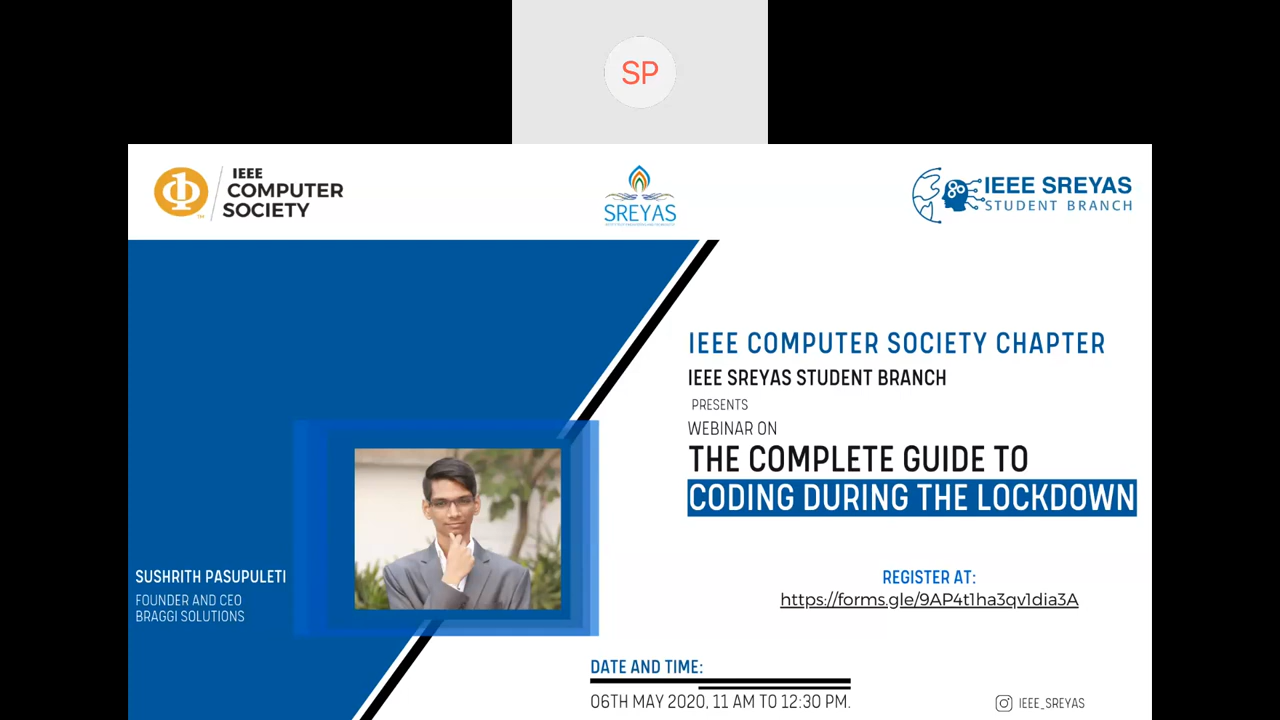 SP
IEEE
COMPUTER
SOCIETY
TM
SREYAS
IEEE SREYAS
STUDENT BRANCH
IEEE COMPUTER SOCIETY CHAPTER
IEEE SREYAS STUDENT BRANCH
PRESENTS
WEBINAR ON
THE COMPLETE GUIDE TO
CODING DURING THE LOCKDOWN
SUSHRITH PASUPULETI
FOUNDER AND CEO
BRAGGI SOLUTIONS
REGISTER AT:
https://forms.gle/9AP4t1ha3qv1dia3A
DATE AND TIME:
06TH MAY 2020, 11 AM TO 12:30 PM.
IEEE_SREYAS